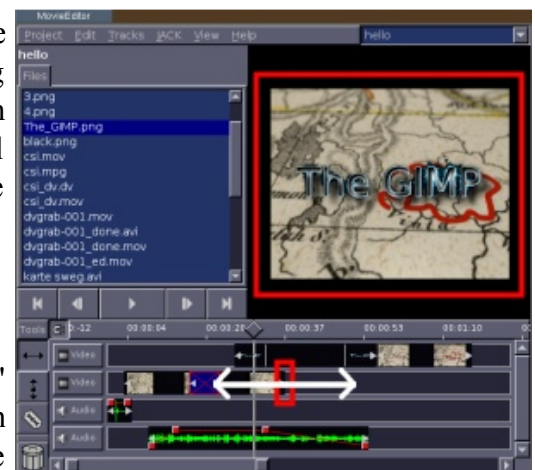 MovieEditor
Project Edit Tracks JACK View Help hello
hello
Files
3.png
4.png
The_GIMP.png
black.png
csi.mov
csi.mpg
csi_dv.dv
csi_dv.mov
dvgrab-001.mov
dvgrab-001_done.avi
dvgrab-001_done.mov
dvgrab-001_ed.mov
karte sweg.avi
The GIMP
Tools 00:00:04 00:00:20 00:00:37 00:00:53 00:01:10
Video
Video
Audio
Audio